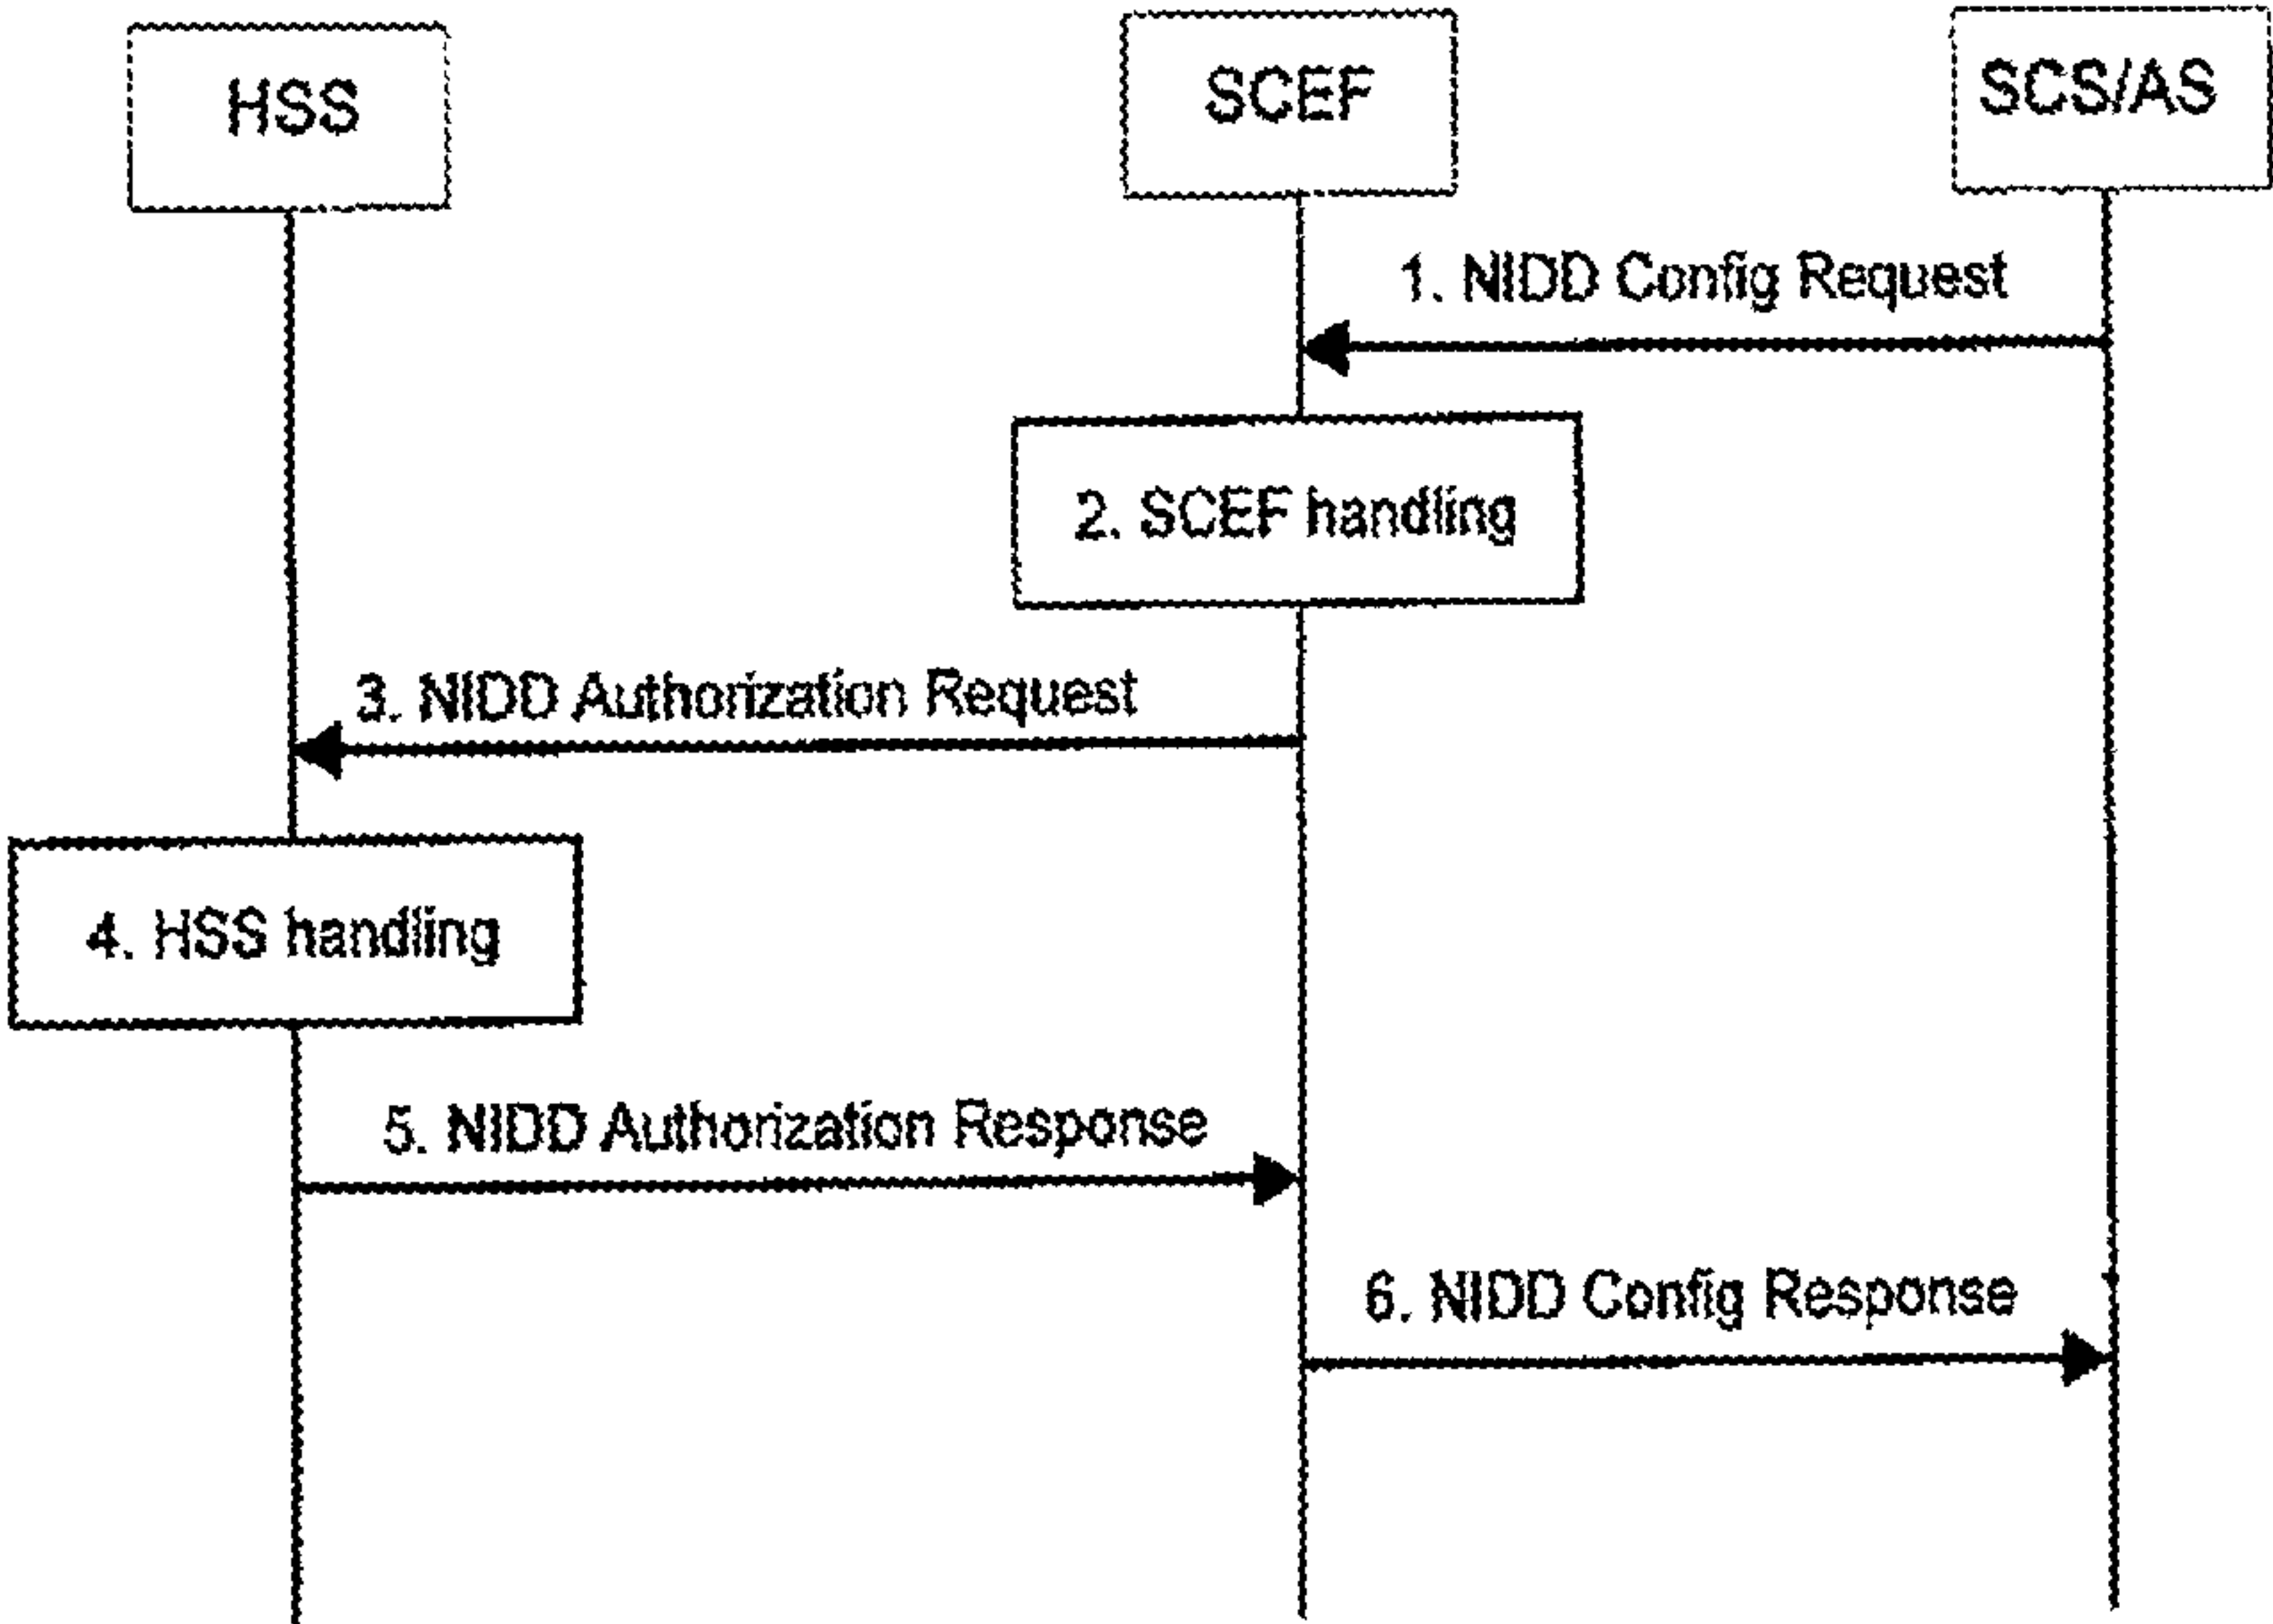 HSS
SCEF
SCS/AS
1. NIDD Config Request
2. SCEF handling
3. NIDD Authorization Request
4. HSS handling
5. NIDD Authorization Response
6. NIDD Config Response